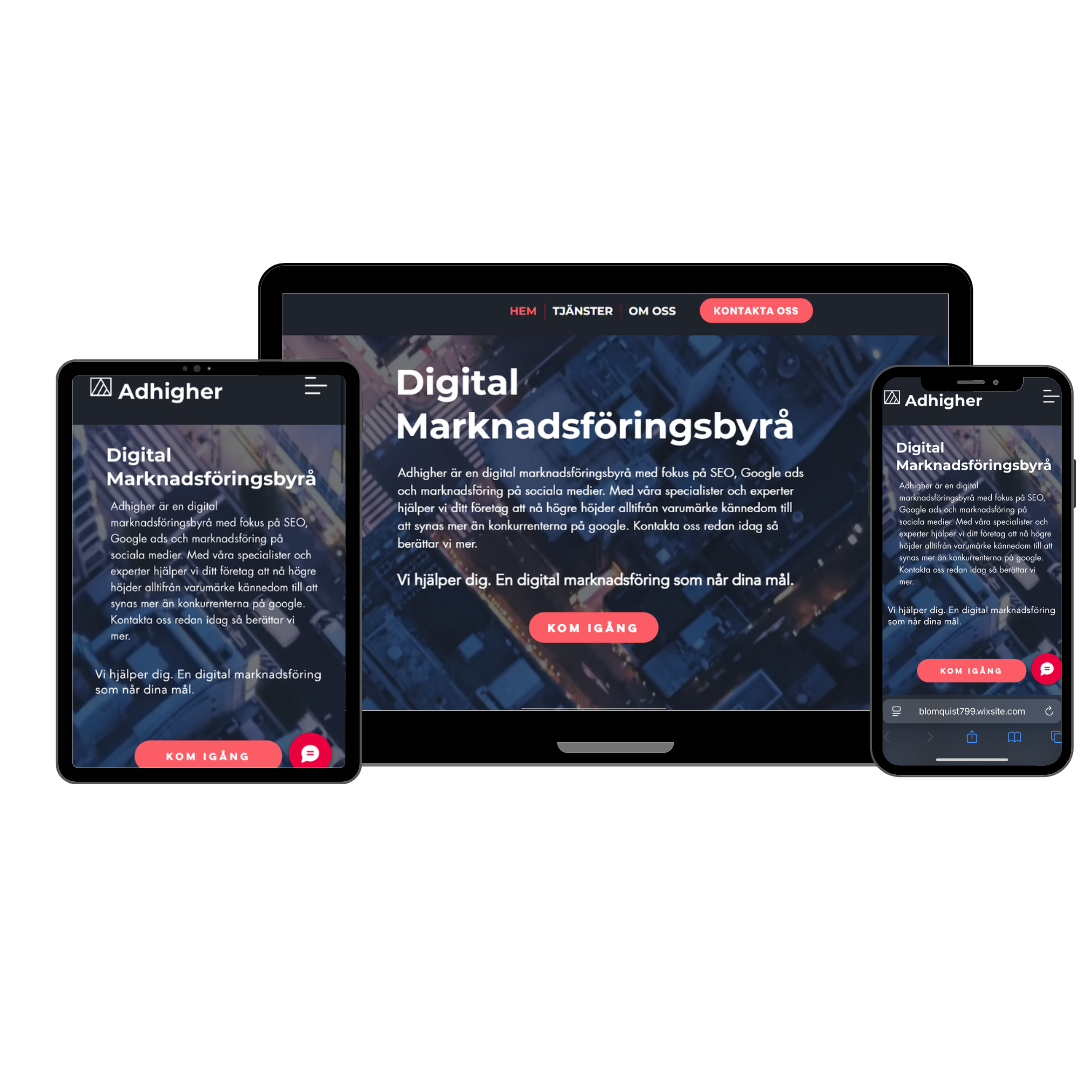 HEM
TJÄNSTER
OM OSS
KONTAKTA OSS
Digital
Marknadsföringsbyrå
Adhigher är en digital marknadsföringsbyrå med fokus på SEO, Google ads
och marknadsföring på sociala medier. Med våra specialister och experter
hjälper vi ditt företag att nå högre höjder alltifrån varumärke kännedom till
att synas mer än konkurrenterna på google. Kontakta oss redan idag så
berättar vi mer.
Vi hjälper dig. En digital marknadsföring som når dina mål.
KOM IGÅNG
Adhigher
Digital
Marknadsföringsbyrå
Adhigher är en digital
marknadsföringsbyrå med fokus på SEO,
Google ads och marknadsföring på
sociala medier. Med våra specialister och
experter hjälper vi ditt företag att nå högre
höjder alltifrån varumärke kännedom till att
synas mer än konkurrenterna på google.
Kontakta oss redan idag så berättar vi
mer.
Vi hjälper dig. En digital marknadsföring
som når dina mål.
KOM IGÅNG
Adhigher
Digital
Marknadsföringsbyrå
Adhigher är en digital
marknadsföringsbyrå med fokus på SEO,
Google ads och marknadsföring på
sociala medier. Med våra specialister och
experter hjälper vi ditt företag att nå högre
höjder alltifrån varumärke kännedom till att
synas mer än konkurrenterna på google.
Kontakta oss redan idag så berättar vi
mer.
Vi hjälper dig. En digital marknadsföring
som når dina mål.
KOM IGÅNG
blomquist799.wixsite.com